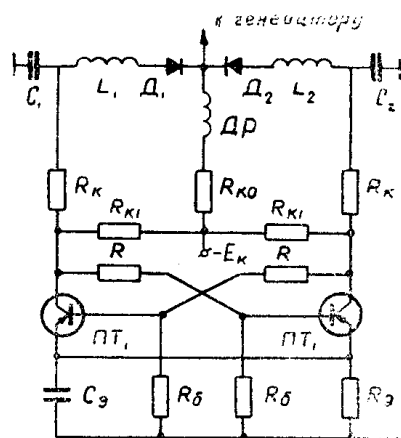 к генератору
C₁ L₁ Д₁ Д₂ L₂ C₂
ДР
Rк Rко Rк
Rк₁ Rк₁
-Eк
R R
ПТ₁ ПТ₁
Cэ Rб Rб Rэ